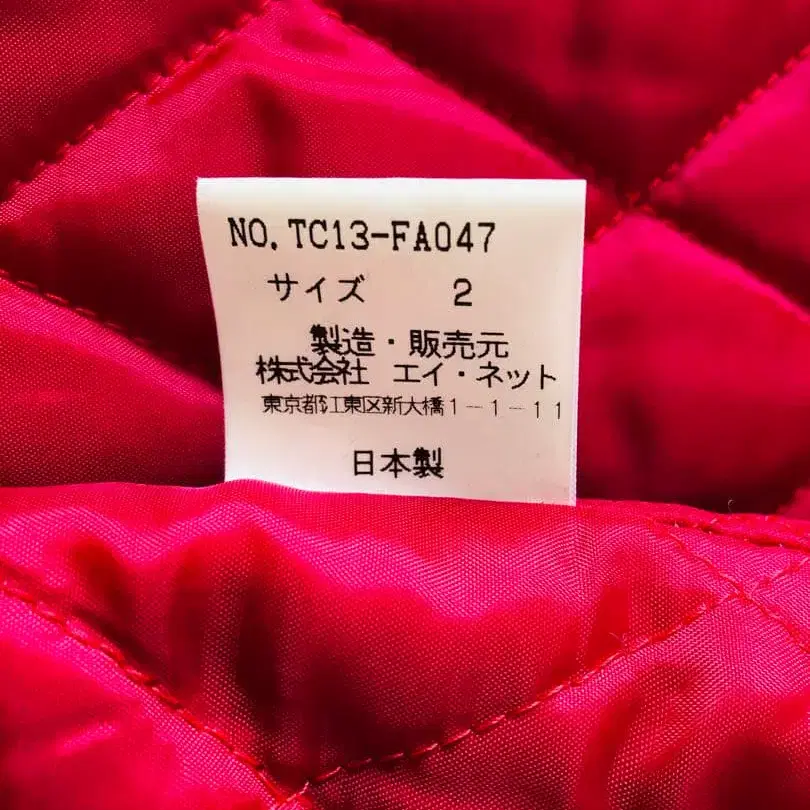 NO.TC13-FA047
サイズ 2
製造・販売元
株式会社 エイ・ネット
東京都江東区新大橋1-1-11
日本製